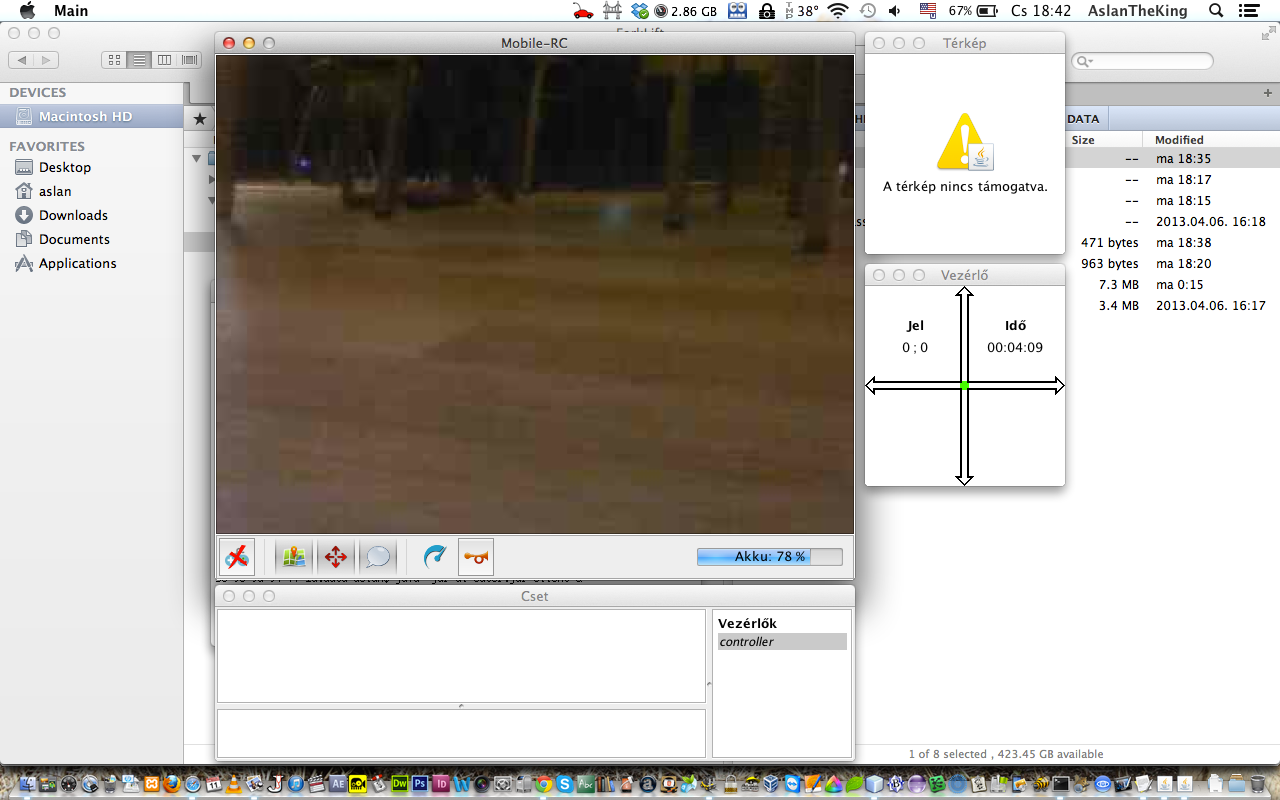 Main
2.86 GB
38°
67%
Cs 18:42
AslanTheKing
Mobile-RC
Térkép
DEVICES
Macintosh HD
FAVORITES
Desktop
aslan
Downloads
Documents
Applications
A térkép nincs támogatva.
DATA
Size
Modified
-- ma 18:35
-- ma 18:17
-- ma 18:15
-- 2013.04.06. 16:18
471 bytes ma 18:38
963 bytes ma 18:20
7.3 MB ma 0:15
3.4 MB 2013.04.06. 16:17
Vezérlő
Jel
0 ; 0
Idő
00:04:09
Akku: 78 %
Cset
Vezérlők
controller
1 of 8 selected , 423.45 GB available
Ae
Dw
Ps
Id